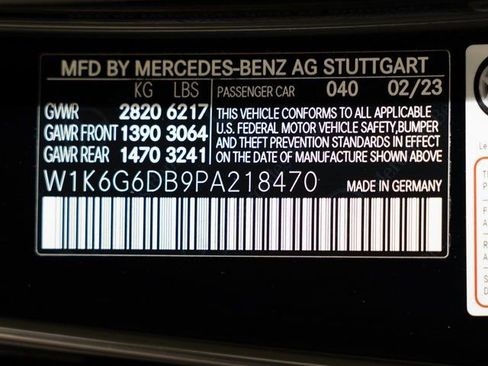 MFD BY MERCEDES-BENZ AG STUTTGART
KG LBS PASSENGER CAR 040 02/23
GVWR 2820 6217
GAWR FRONT 1390 3064
GAWR REAR 1470 3241
THIS VEHICLE CONFORMS TO ALL APPLICABLE
U.S. FEDERAL MOTOR VEHICLE SAFETY, BUMPER
AND THEFT PREVENTION STANDARDS IN EFFECT
ON THE DATE OF MANUFACTURE SHOWN ABOVE.
W1K6G6DB9PA218470 MADE IN GERMANY